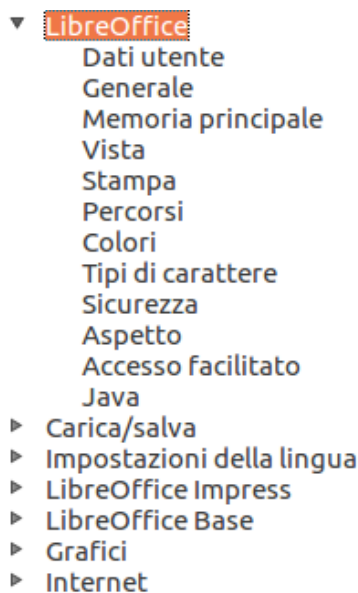 LibreOffice
Dati utente
Generale
Memoria principale
Vista
Stampa
Percorsi
Colori
Tipi di carattere
Sicurezza
Aspetto
Accesso facilitato
Java
Carica/salva
Impostazioni della lingua
LibreOffice Impress
LibreOffice Base
Grafici
Internet